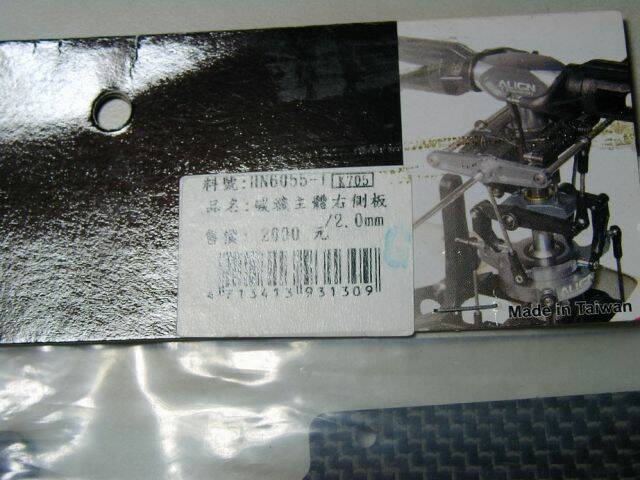 ALIGN
料號:HN6055-1 K705
品名:碳纖主體右側板
/2.0mm
售價: 2000 元
4 713413 931309
ALIGN
Made in Taiwan